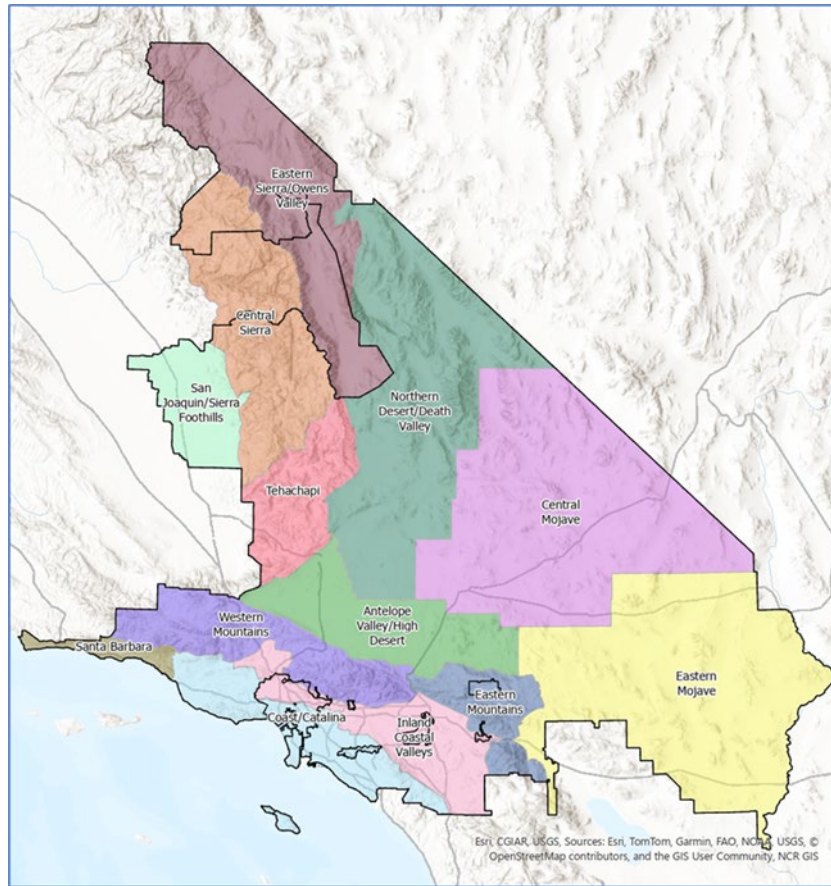 Eastern
Sierra/Owens
Valley
Central
Sierra
San
Joaquin/Sierra
Foothills
Northern
Desert/Death
Valley
Tehachapi
Central
Mojave
Western
Mountains
Antelope
Valley/High
Desert
Santa Barbara
Eastern
Mojave
Eastern
Mountains
Coast/Catalina
Inland
Coastal
Valleys
Esri, CGIAR, USGS, Sources: Esri, TomTom, Garmin, FAO, NOAA, USGS, ©
OpenStreetMap contributors, and the GIS User Community, NCR GIS